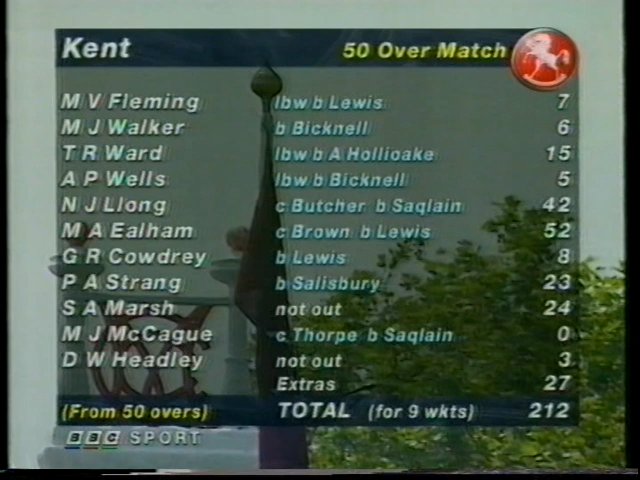 Kent 50 Over Match
M V Fleming lbw b Lewis 7
M J Walker b Bicknell 6
T R Ward lbw b A Hollioake 15
A P Wells lbw b Bicknell 5
N J Llong c Butcher b Saqlain 42
M A Ealham c Brown b Lewis 52
G R Cowdrey b Lewis 8
P A Strang b Salisbury 23
S A Marsh not out 24
M J McCague c Thorpe b Saqlain 0
D W Headley not out 3
Extras 27
(From 50 overs) TOTAL (for 9 wkts) 212
BBC SPORT